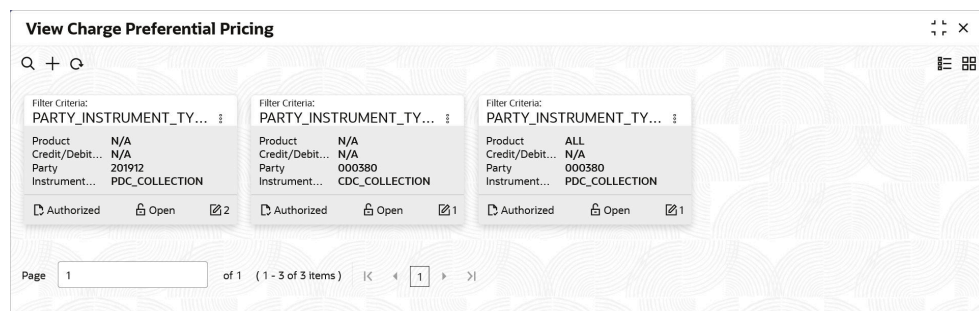 View Charge Preferential Pricing
Filter Criteria:
PARTY_INSTRUMENT_TY...
Product N/A
Credit/Debit... N/A
Party 201912
Instrument... PDC_COLLECTION
Authorized Open 2
Filter Criteria:
PARTY_INSTRUMENT_TY...
Product N/A
Credit/Debit... N/A
Party 000380
Instrument... CDC_COLLECTION
Authorized Open 1
Filter Criteria:
PARTY_INSTRUMENT_TY...
Product ALL
Credit/Debit... N/A
Party 000380
Instrument... PDC_COLLECTION
Authorized Open 1
Page 1 of 1 (1 - 3 of 3 items) 1